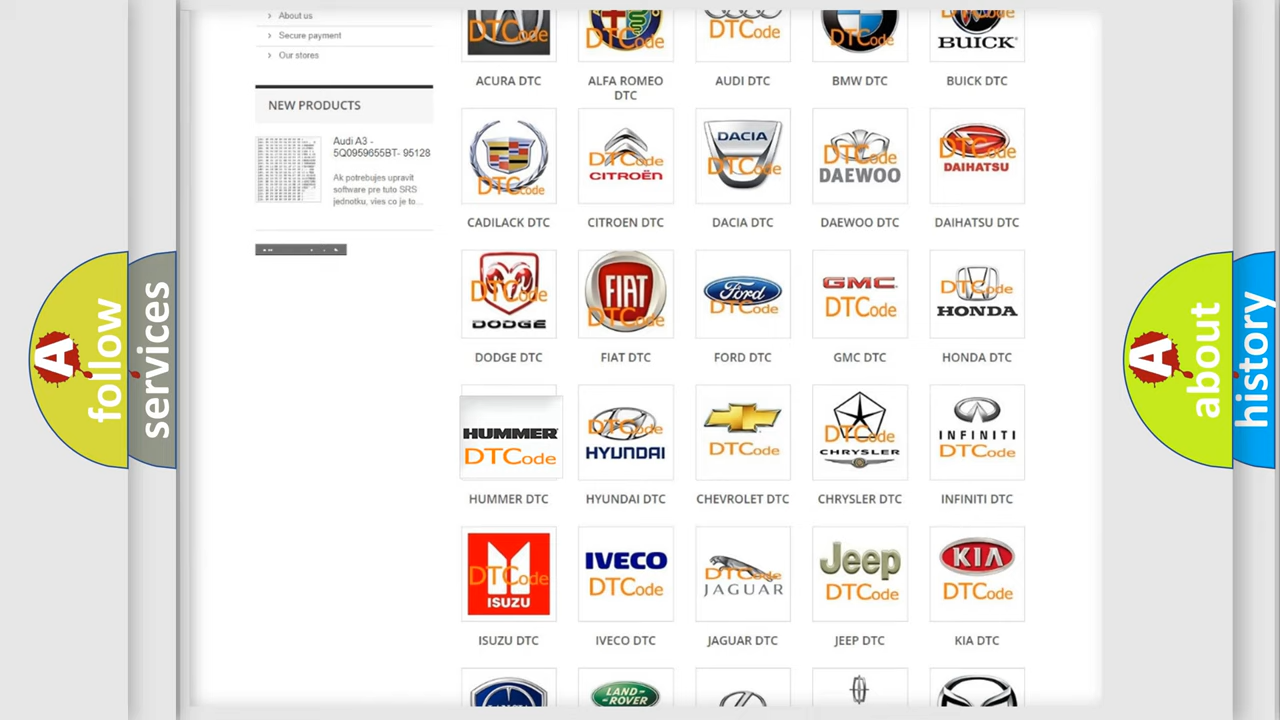 About us
Secure payment
Our stores
NEW PRODUCTS
Audi A3 -
5Q0959655BT- 95128
Ak potrebujes upravit
software pre tuto SRS
jednotku, vies co je to...
DTCode
DTCode
DTCode
DTCode
BUICK
ACURA DTC
ALFA ROMEO
DTC
AUDI DTC
BMW DTC
BUICK DTC
DTCode
DTCode
CITROËN
DACIA
DTCode
DTCode
DAEWOO
DTCode
DAIHATSU
CADILACK DTC
CITROEN DTC
DACIA DTC
DAEWOO DTC
DAIHATSU DTC
DTCode
DODGE
FIAT
DTCode
Ford
DTCode
GMC
DTCode
DTCode
HONDA
DODGE DTC
FIAT DTC
FORD DTC
GMC DTC
HONDA DTC
HUMMER
DTCode
DTCode
HYUNDAI
DTCode
DTCode
CHRYSLER
INFINITI
DTCode
HUMMER DTC
HYUNDAI DTC
CHEVROLET DTC
CHRYSLER DTC
INFINITI DTC
DTCode
ISUZU
IVECO
DTCode
DTCode
JAGUAR
Jeep
DTCode
KIA
DTCode
ISUZU DTC
IVECO DTC
JAGUAR DTC
JEEP DTC
KIA DTC
LAND-
ROVER
A
follow
services
A
about
history